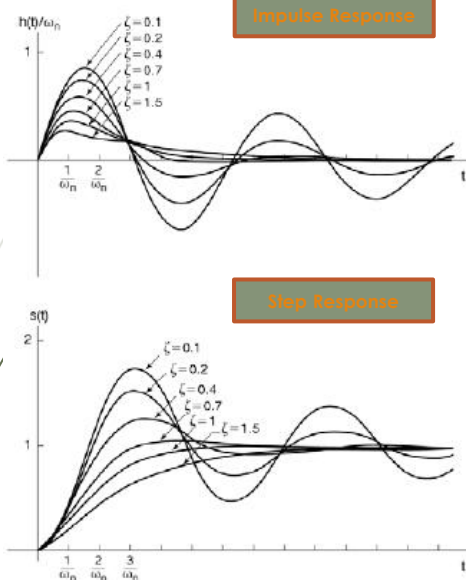 Impulse Response
h(t)/ωn
1
ζ=0.1
ζ=0.2
ζ=0.4
ζ=0.7
ζ=1
ζ=1.5
1/ωn
2/ωn
t
Step Response
s(t)
2
ζ=0.1
ζ=0.2
ζ=0.4
ζ=0.7
ζ=1
ζ=1.5
1
1/ωn
2/ωn
3/ωn
t